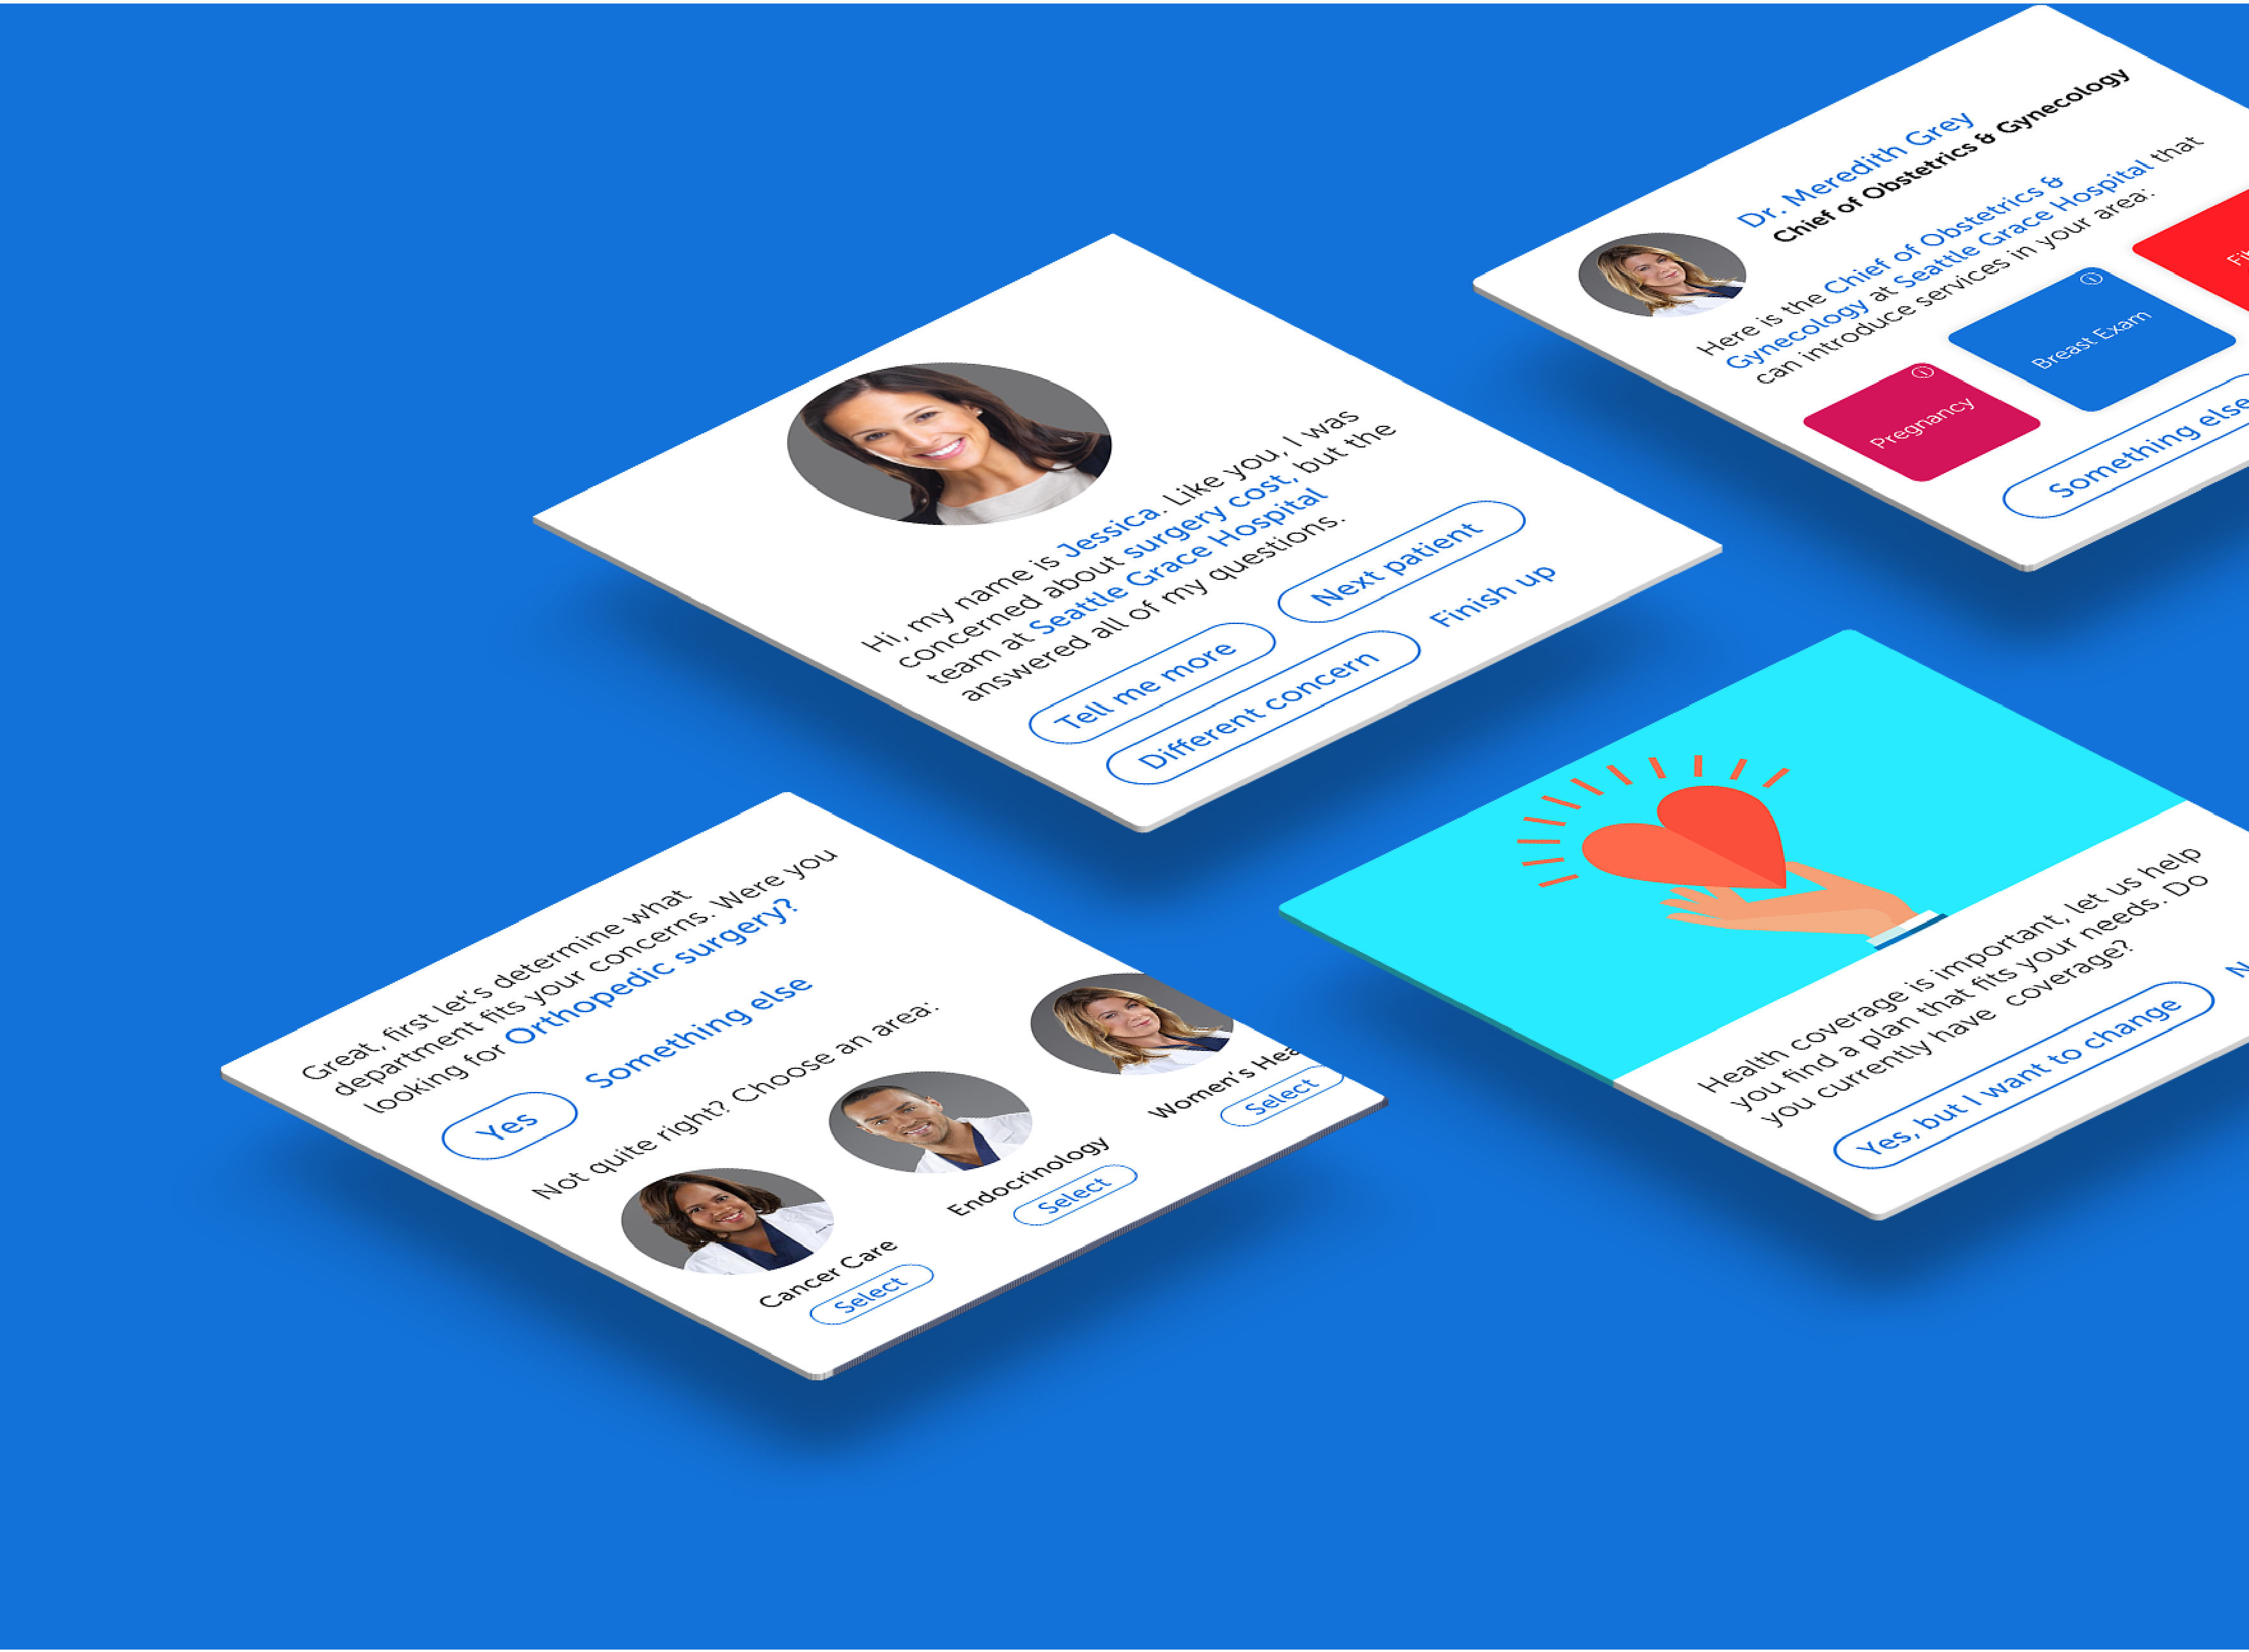 Dr. Meredith Grey
Chief of Obstetrics & Gynecology
Here is the Chief of Obstetrics &
Gynecology at Seattle Grace Hospital that
can introduce services in your area:
Pregnancy
Breast Exam
Something else
Hi, my name is Jessica. Like you, I was
concerned about surgery cost, but the
team at Seattle Grace Hospital
answered all of my questions.
Tell me more
Next patient
Different concern
Finish up
Great, first let's determine what
department fits your concerns. Were you
looking for Orthopedic surgery?
Yes
Something else
Not quite right? Choose an area:
Cancer Care
Select
Endocrinology
Select
Women's
Select
Health coverage is important, let us help
you find a plan that fits your needs. Do
you currently have coverage?
Yes, but I want to change